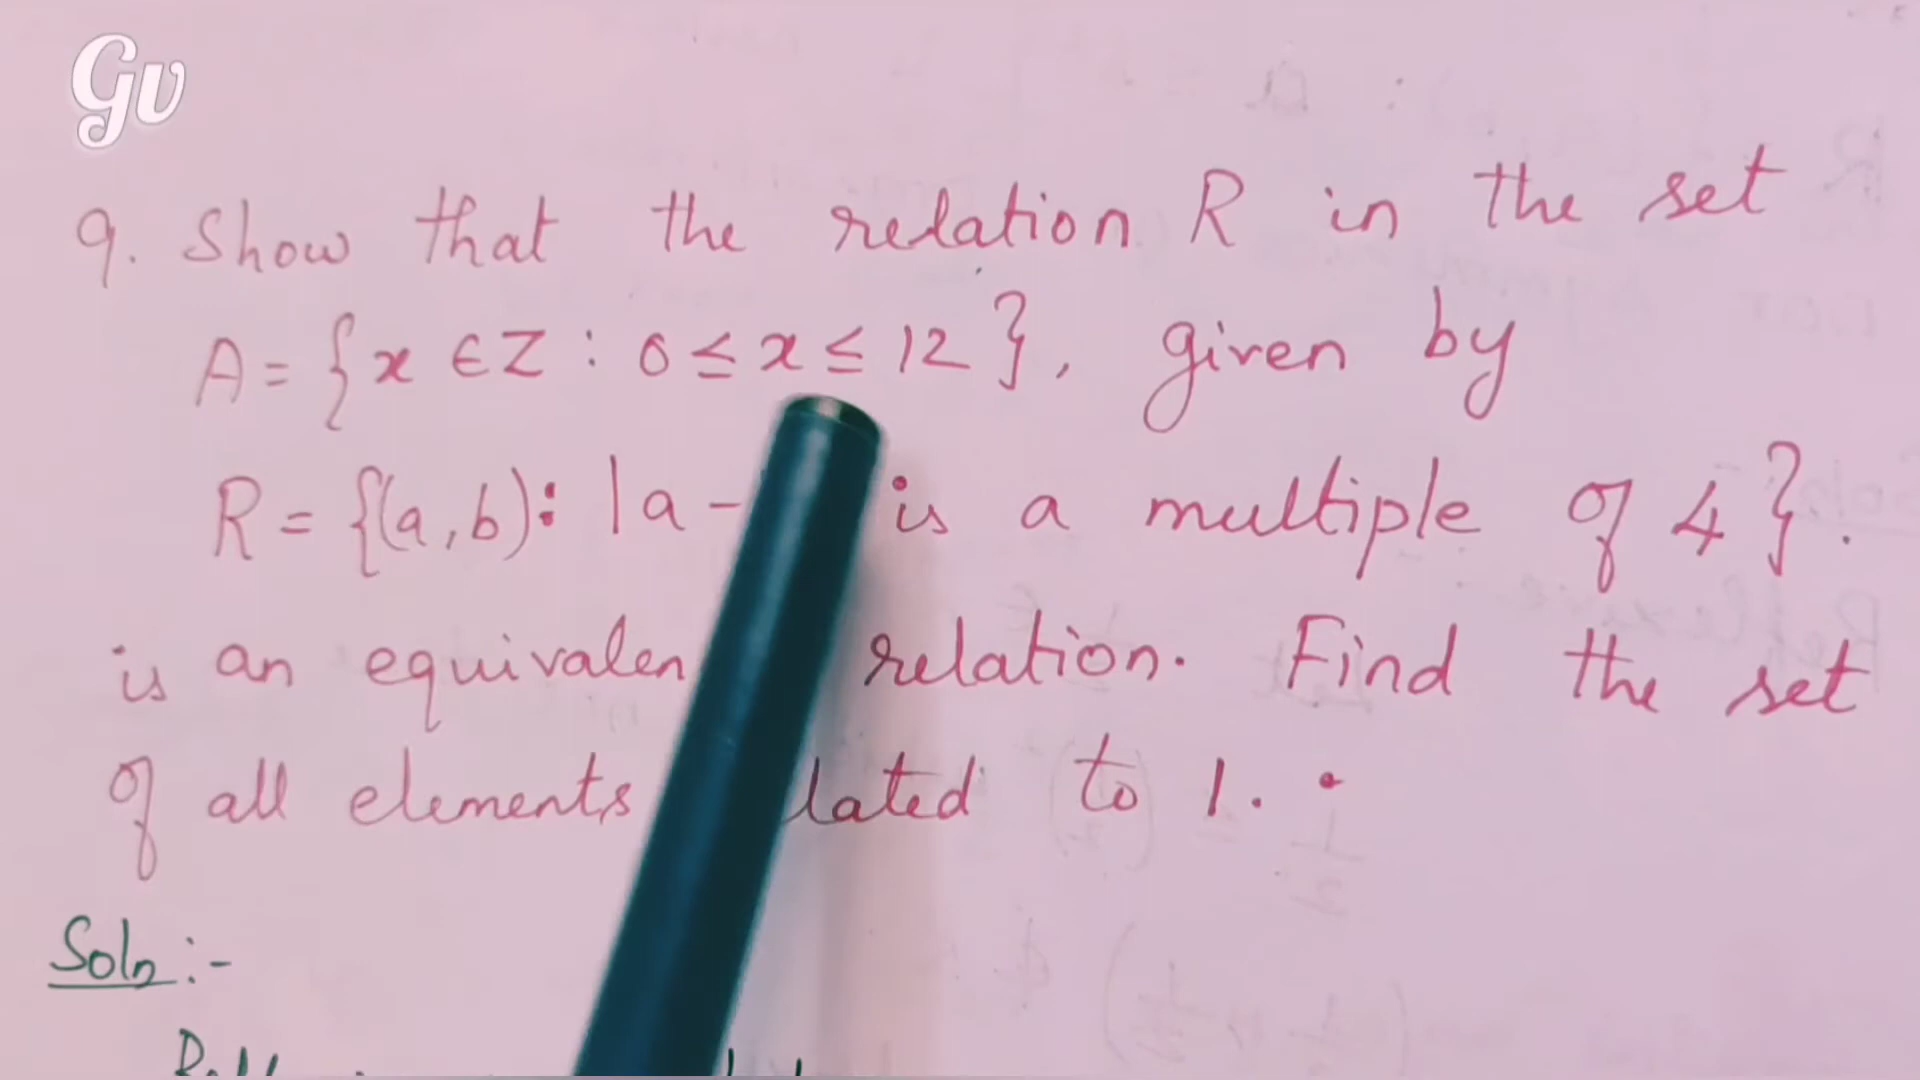 Gv
9. Show that the relation R in the set
A = {x ∈ Z : 0 ≤ x ≤ 12}, given by
R = {(a, b): |a - is a multiple of 4}.
is an equivalen relation. Find the set
of all elements lated to 1.
Soln :-